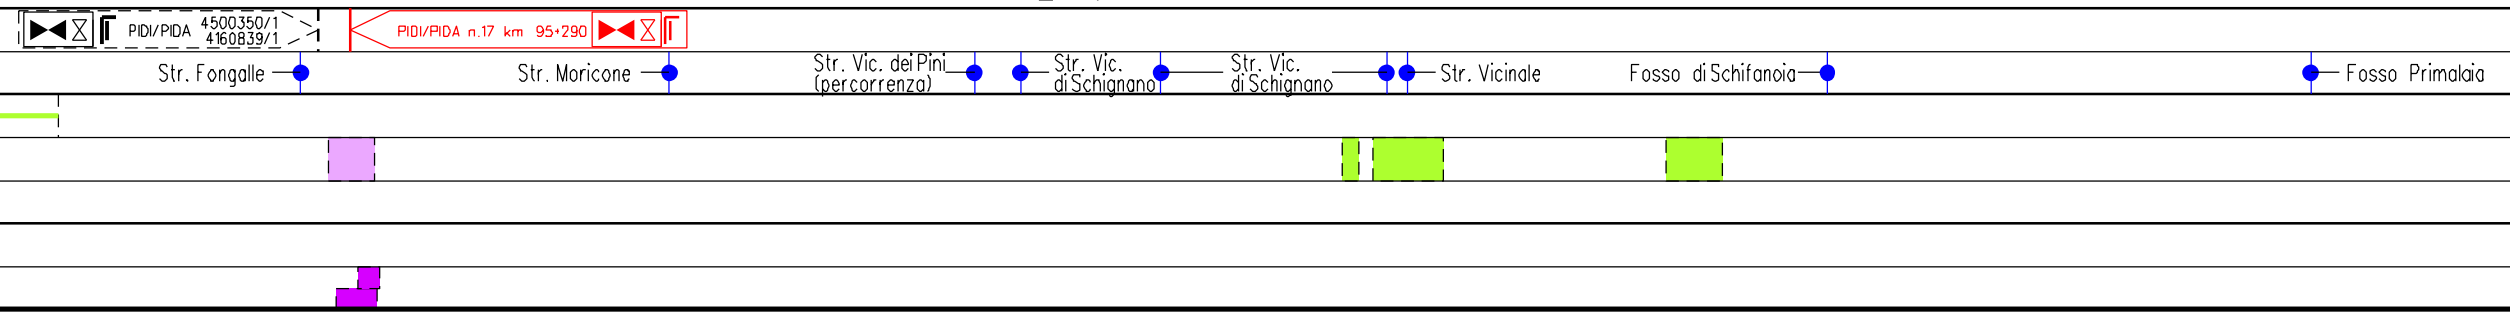 PIDI/PIDA 4500350/1
4160839/1
PIDI/PIDA n.17 km 95+290
Str. Fongalle
Str. Moricone
Str. Vic. dei Pini
(percorrenza)
Str. Vic.
di Schignano
Str. Vic.
di Schignano
Str. Vicinale
Fosso di Schifanoia
Fosso Primalaia